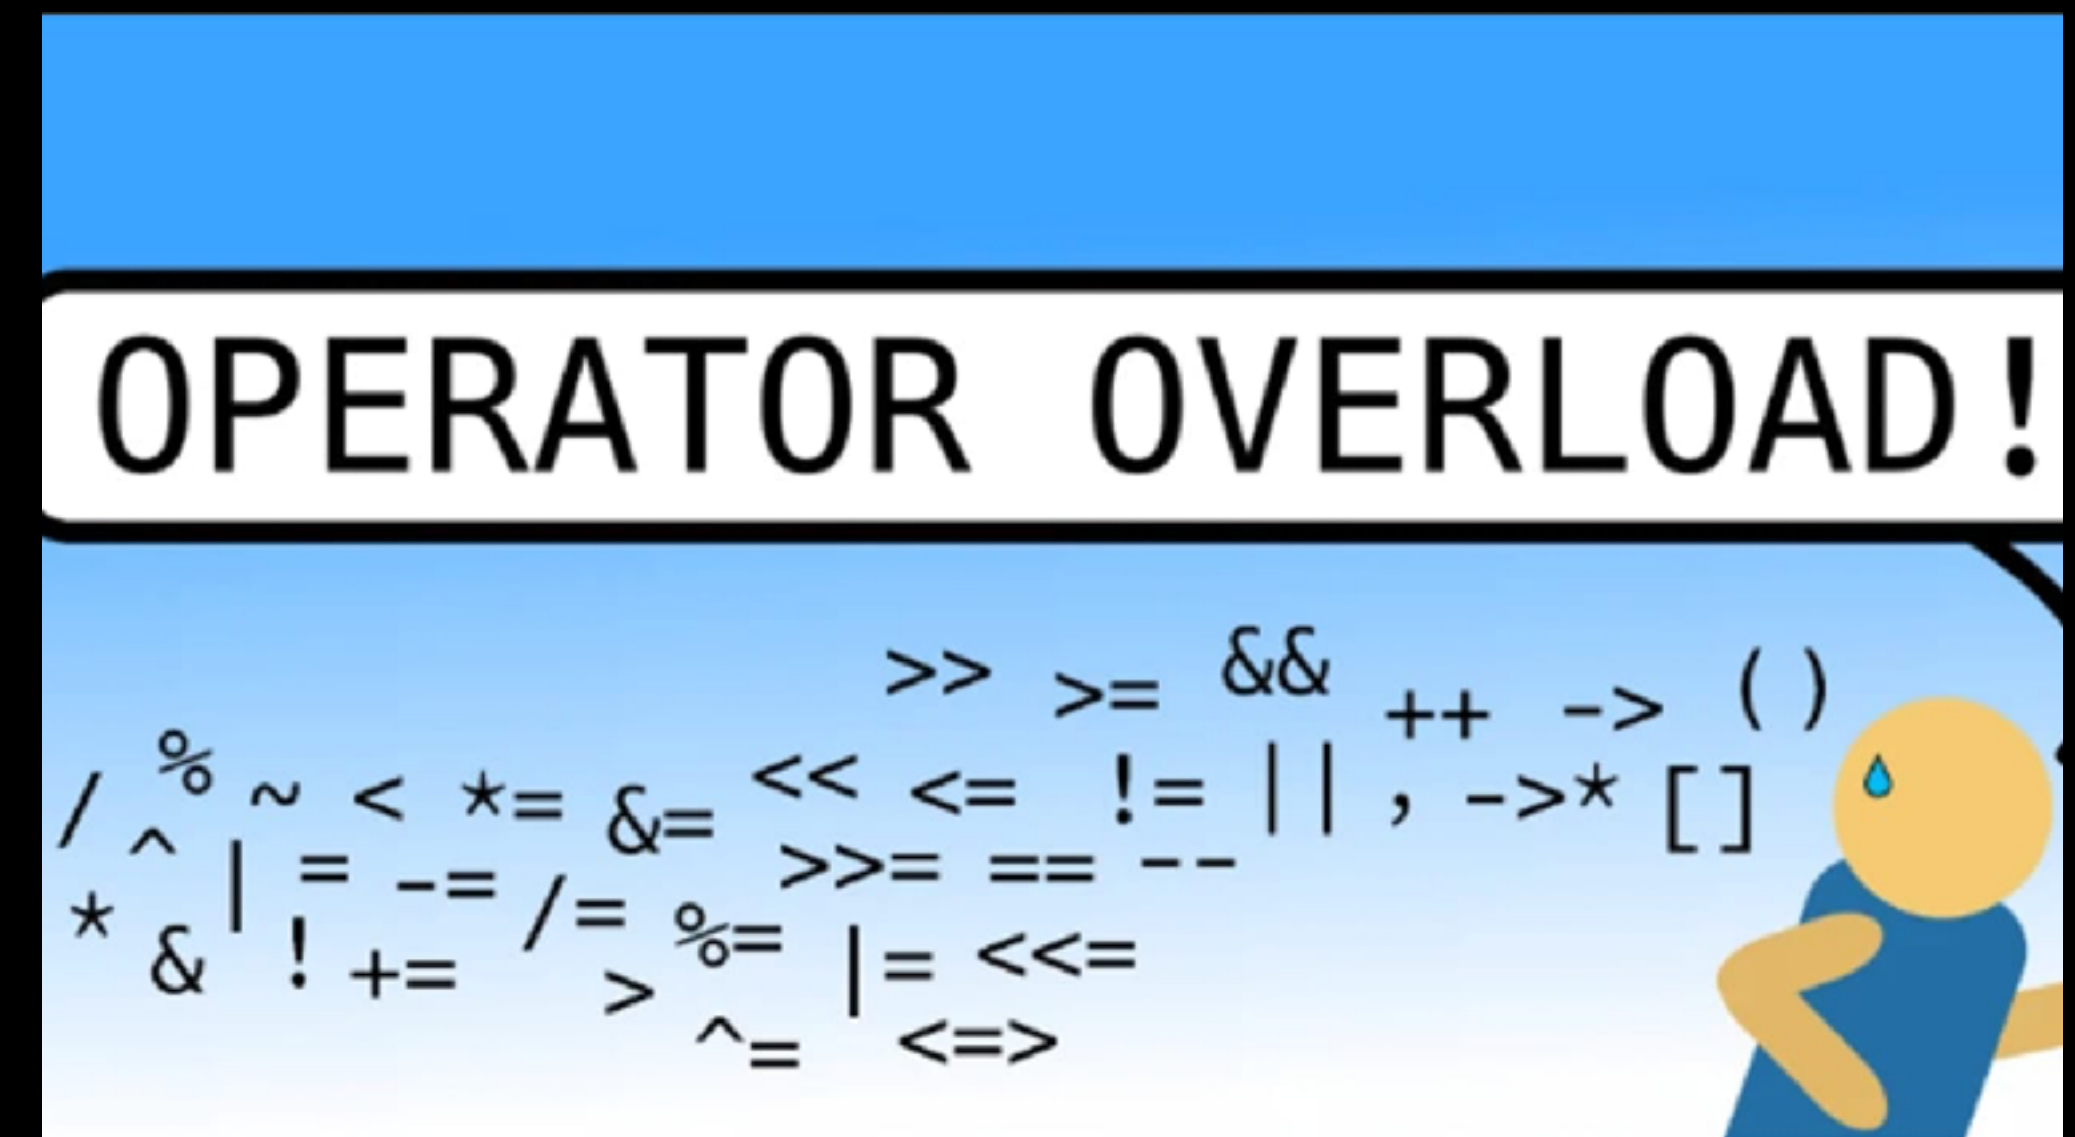 OPERATOR OVERLOAD!
>> >= && ++ -> ()
/ % ~ < *= &= << <= != || , ->* []
^ | = -= /= >>= == --
* & ! += > %= |= <<=
^= <=>